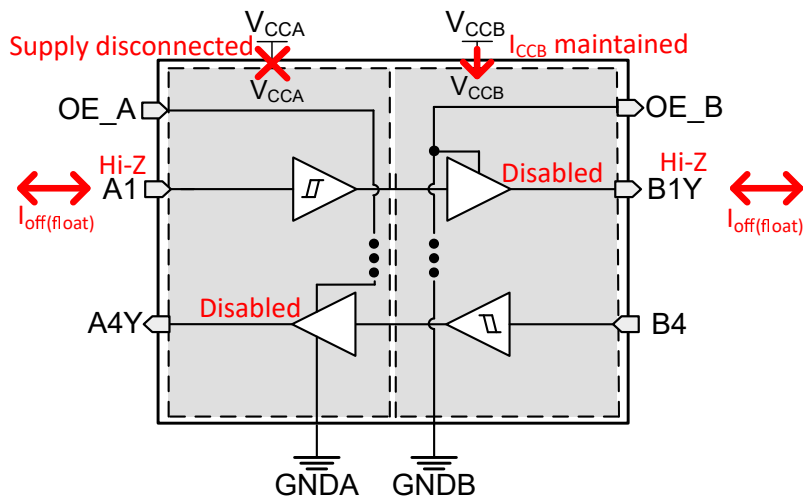 VCCA
VCCB
Supply disconnected
ICCB maintained
VCCA
VCCB
OE_A
OE_B
Hi-Z
A1
Disabled
Hi-Z
B1Y
Ioff(float)
Ioff(float)
Disabled
A4Y
B4
GNDA
GNDB